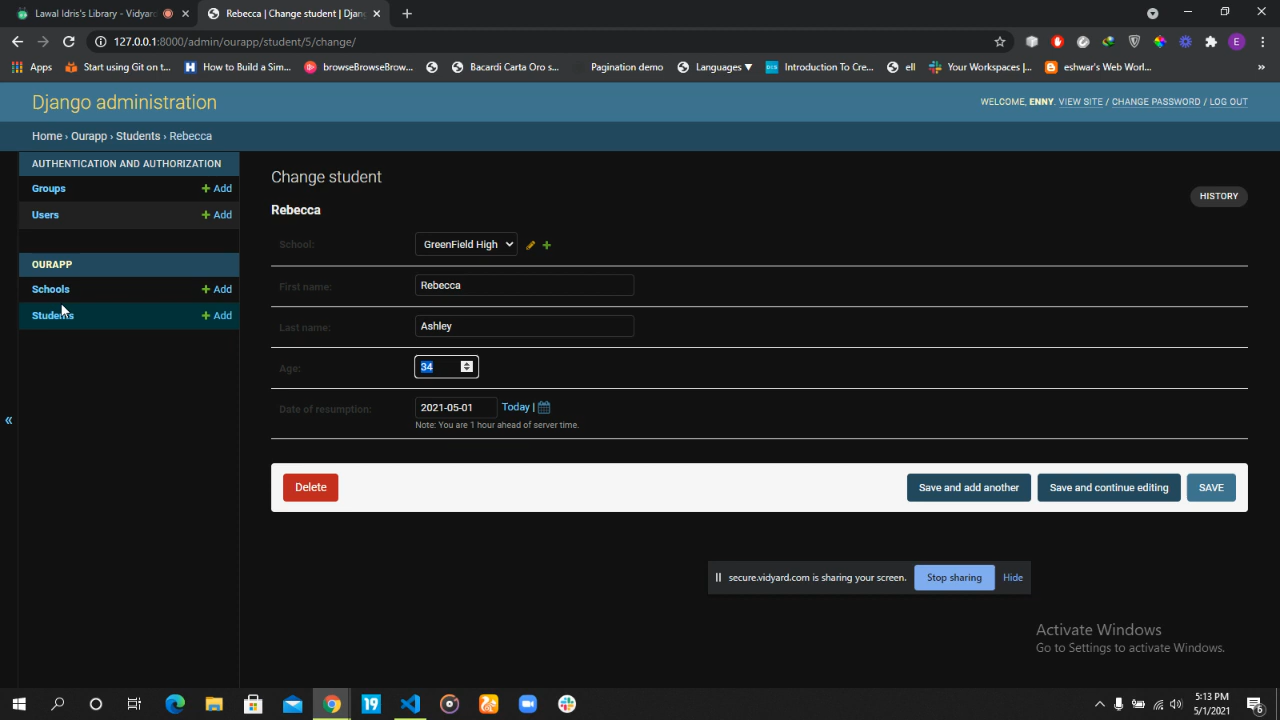 Lawal Idris's Library - Vidyar
Rebecca | Change student | Djan
127.0.0.1:8000/admin/ourapp/student/5/change/
E
Apps
Start using Git on t...
How to Build a Sim...
browseBrowseBrow...
Bacardi Carta Oro s...
Pagination demo
Languages ▼
Introduction To Cre...
ell
Your Workspaces |...
eshwar's Web Worl...
»
Django administration
WELCOME, ENNY. VIEW SITE / CHANGE PASSWORD / LOG OUT
Home › Ourapp › Students › Rebecca
AUTHENTICATION AND AUTHORIZATION
Groups
+ Add
Users
+ Add
OURAPP
Schools
+ Add
Students
+ Add
«
Change student
HISTORY
Rebecca
School:
GreenField High
First name:
Rebecca
Last name:
Ashley
Age:
34
Date of resumption:
2021-05-01
Today |
Note: You are 1 hour ahead of server time.
Delete
Save and add another
Save and continue editing
SAVE
secure.vidyard.com is sharing your screen.
Stop sharing
Hide
Activate Windows
Go to Settings to activate Windows.
19
5:13 PM
5/1/2021
6